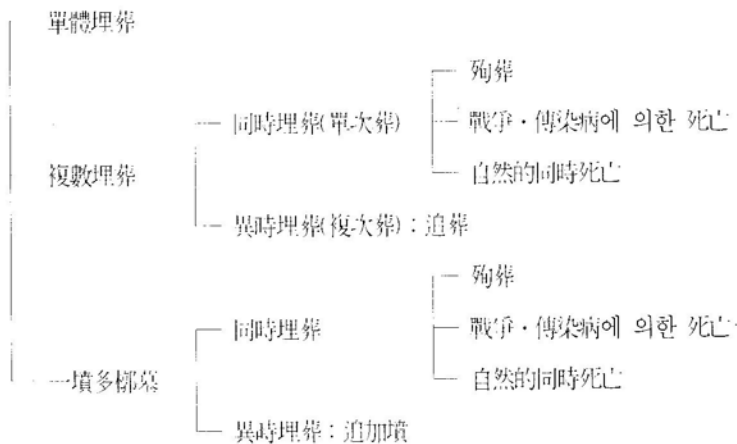 單體埋葬
殉葬
同時埋葬(單次葬)
戰爭·傳染病에 의한 死亡
複數埋葬
自然的同時死亡
異時埋葬(複次葬) : 追葬
殉葬
同時埋葬
戰爭·傳染病에 의한 死亡
一墳多槨墓
自然的同時死亡
異時埋葬 : 追加墳